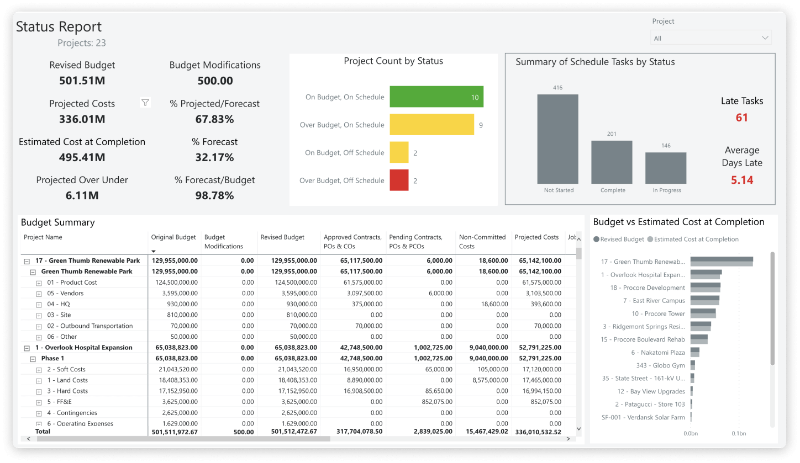 Status Report
Projects: 23
Project
All
Revised Budget
501.51M
Budget Modifications
500.00
Projected Costs
336.01M
% Projected/Forecast
67.83%
Estimated Cost at Completion
495.41M
% Forecast
32.17%
Projected Over Under
6.11M
% Forecast/Budget
98.78%
Project Count by Status
On Budget, On Schedule 10
Over Budget, On Schedule 9
On Budget, Off Schedule 2
Over Budget, Off Schedule 2
Summary of Schedule Tasks by Status
416
201
146
Not Started Complete In Progress
Late Tasks
61
Average
Days Late
5.14
Budget Summary
Project Name Original Budget Budget Modifications Revised Budget Approved Contracts, POs & COs Pending Contracts, POs & PCOs Non-Committed Costs Projected Costs
17 - Green Thumb Renewable Park 129,955,000.00 0.00 129,955,000.00 65,117,500.00 6,000.00 18,600.00 65,142,100.00
Green Thumb Renewable Park 129,955,000.00 0.00 129,955,000.00 65,117,500.00 6,000.00 18,600.00 65,142,100.00
01 - Product Cost 124,500,000.00 0.00 124,500,000.00 61,575,000.00 0.00 0.00 61,575,000.00
05 - Vendors 3,595,000.00 0.00 3,595,000.00 3,097,500.00 6,000.00 0.00 3,103,500.00
04 - HQ 930,000.00 0.00 930,000.00 375,000.00 0.00 18,600.00 393,600.00
03 - Site 810,000.00 0.00 810,000.00 0.00 0.00 0.00 0.00
02 - Outbound Transportation 70,000.00 0.00 70,000.00 70,000.00 0.00 0.00 70,000.00
06 - Other 50,000.00 0.00 50,000.00 0.00 0.00 0.00 0.00
1 - Overlook Hospital Expansion 65,038,823.00 0.00 65,038,823.00 42,748,500.00 1,002,725.00 9,040,000.00 52,791,225.00
Phase 1 65,038,823.00 0.00 65,038,823.00 42,748,500.00 1,002,725.00 9,040,000.00 52,791,225.00
2 - Soft Costs 21,043,520.00 0.00 21,043,520.00 16,950,000.00 65,000.00 105,000.00 17,120,000.00
1 - Land Costs 18,408,353.00 0.00 18,408,353.00 8,890,000.00 0.00 8,575,000.00 17,465,000.00
3 - Hard Costs 17,152,950.00 0.00 17,152,950.00 16,908,500.00 85,650.00 0.00 16,994,150.00
5 - FF&E 2,625,000.00 0.00 2,625,000.00 0.00 852,075.00 0.00 852,075.00
4 - Contingencies 2,625,000.00 0.00 2,625,000.00 0.00 0.00 0.00 0.00
6 - Operating Expenses 1,629,000.00 0.00 1,629,000.00 0.00 0.00 0.00 0.00
Total 501,511,972.67 500.00 501,512,472.67 317,704,078.50 2,839,025.00 15,467,429.02 336,010,532.52
Budget vs Estimated Cost at Completion
Revised Budget Estimated Cost at Completion
17 - Green Thumb Renewab...
1 - Overlook Hospital Expan...
18 - Procore Development
7 - East River Campus
10 - Procore Tower
3 - Ridgemont Springs Resi...
15 - Procore Boulevard Rehab
6 - Nakatomi Plaza
343 - Globo Gym
35 - State Street - 161-kV U...
12 - Bay View Upgrades
2 - Patagucci - Store 103
SF-001 - Verdansk Solar Farm
0.0bn 0.1bn